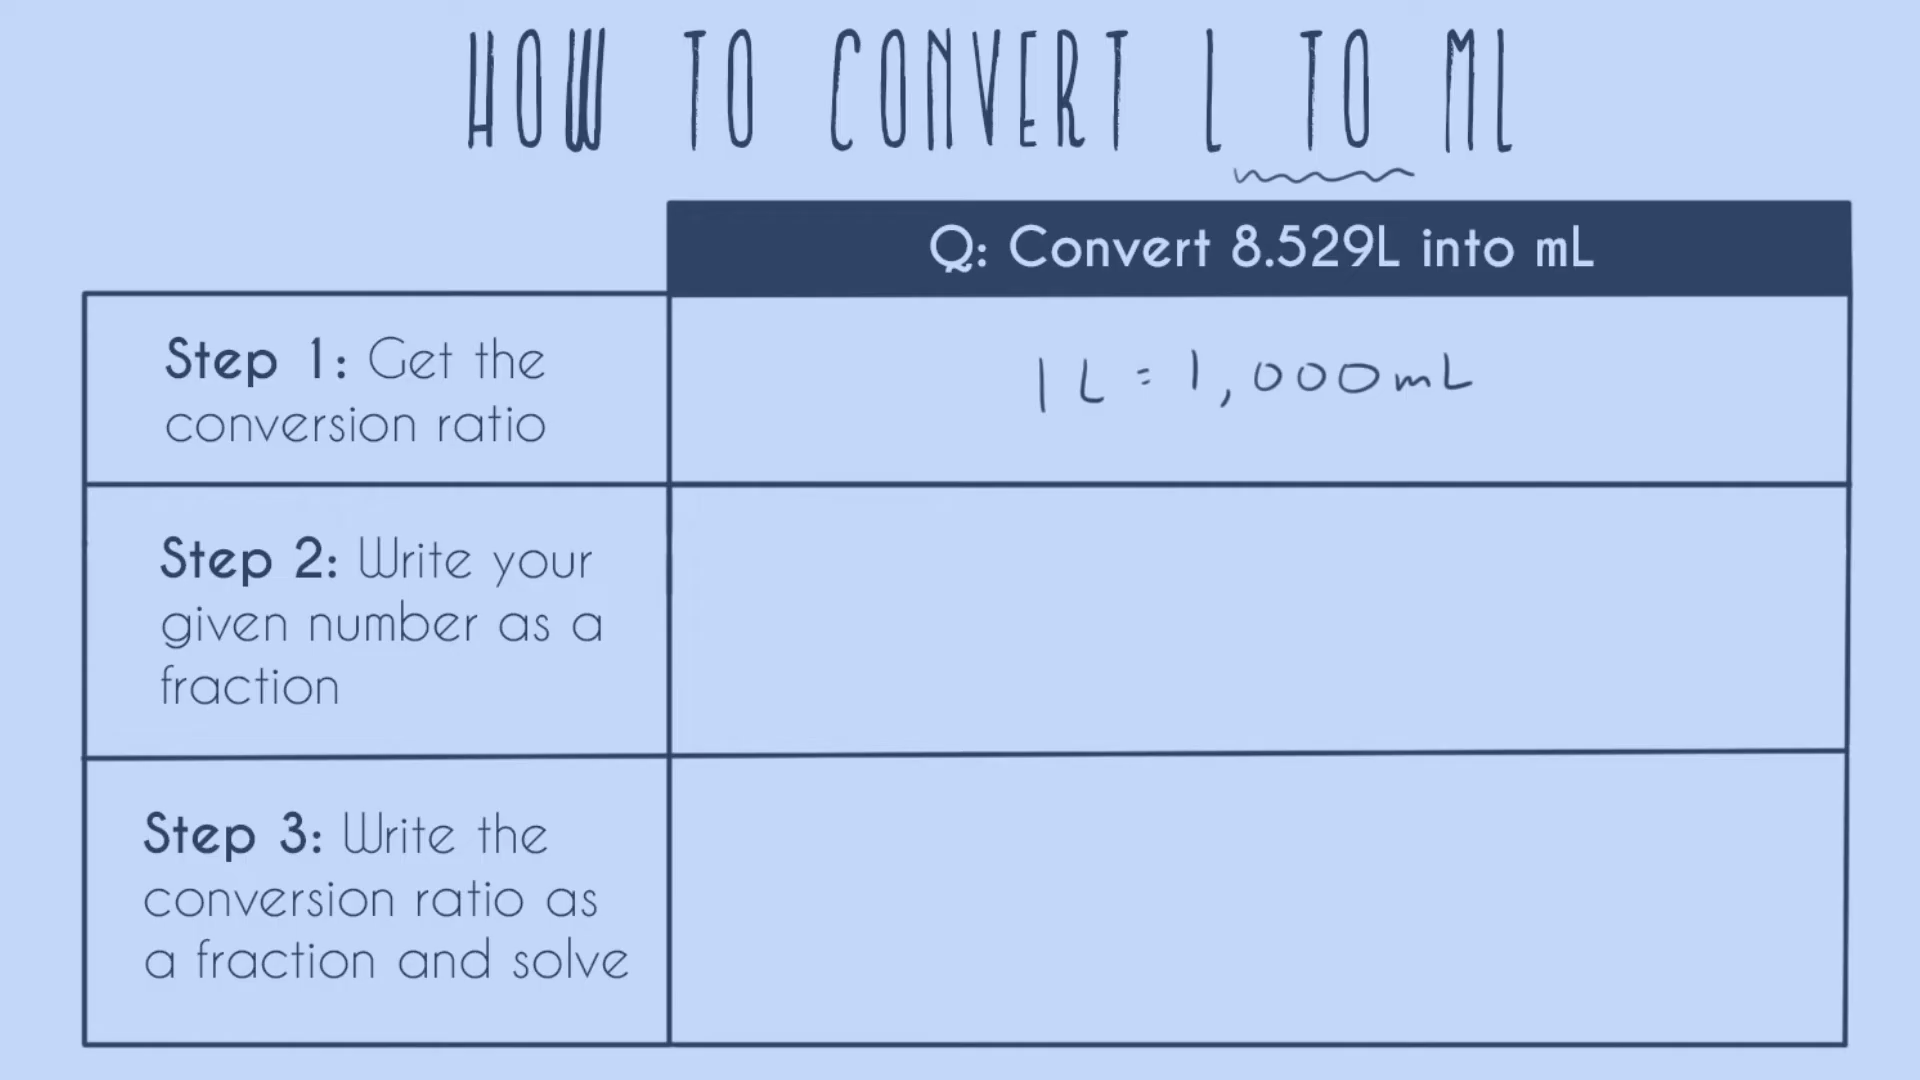 HOW TO CONVERT L TO ML
Q: Convert 8.529L into mL
Step 1: Get the
conversion ratio
1 L = 1,000mL
Step 2: Write your
given number as a
fraction
Step 3: Write the
conversion ratio as
a fraction and solve